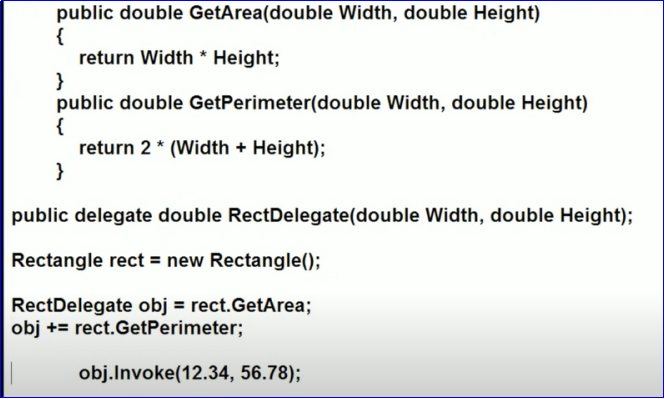 public double GetArea(double Width, double Height)
{
return Width * Height;
}
public double GetPerimeter(double Width, double Height)
{
return 2 * (Width + Height);
}
public delegate double RectDelegate(double Width, double Height);
Rectangle rect = new Rectangle();
RectDelegate obj = rect.GetArea;
obj += rect.GetPerimeter;
obj.Invoke(12.34, 56.78);